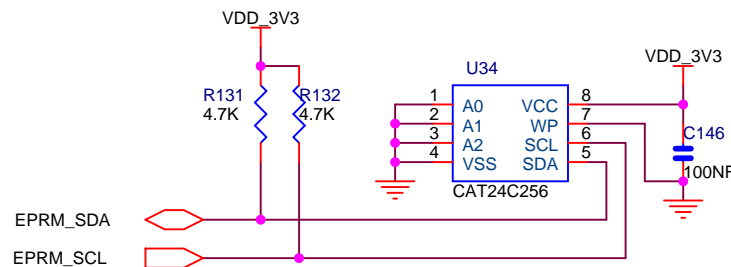 VDD_3V3
U34
VDD_3V3
R131
4.7K
R132
4.7K
1 A0 VCC 8
2 A1 WP 7
3 A2 SCL 6
4 VSS SDA 5
CAT24C256
C146
100NF
EPRM_SDA
EPRM_SCL